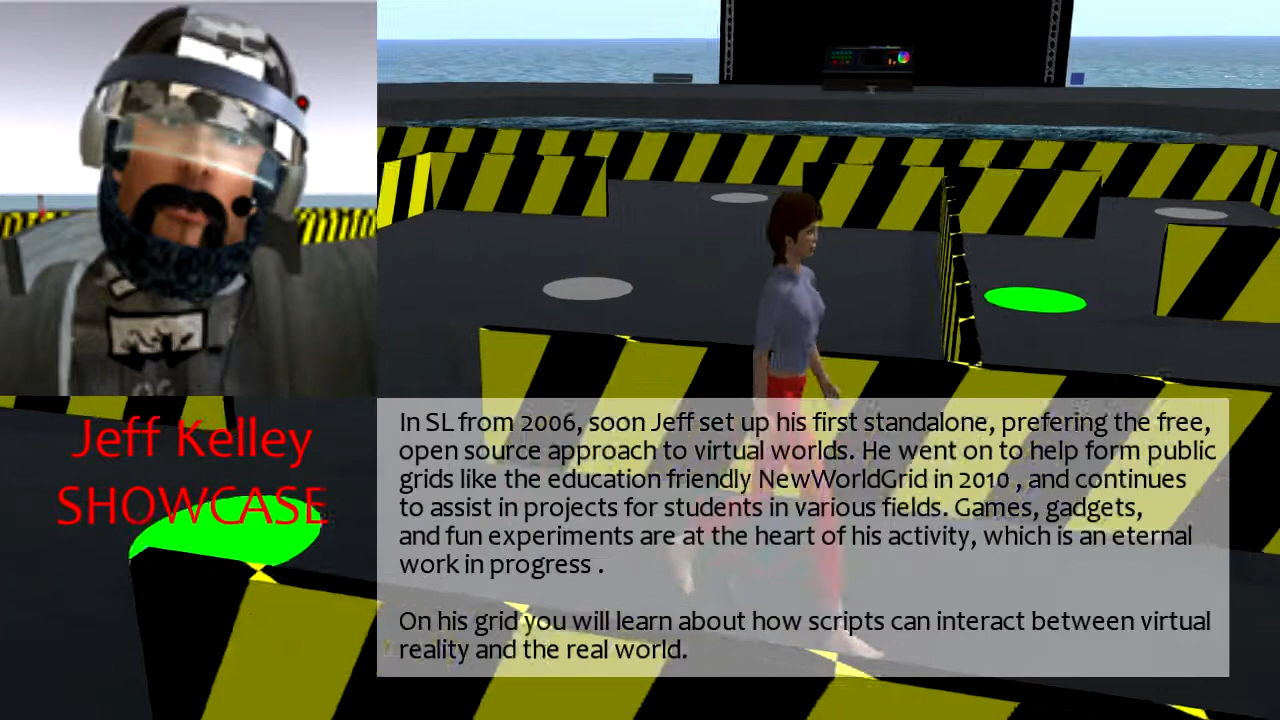 Jeff Kelley
SHOWCASE
In SL from 2006, soon Jeff set up his first standalone, prefering the free,
open source approach to virtual worlds. He went on to help form public
grids like the education friendly NewWorldGrid in 2010 , and continues
to assist in projects for students in various fields. Games, gadgets,
and fun experiments are at the heart of his activity, which is an eternal
work in progress .
On his grid you will learn about how scripts can interact between virtual
reality and the real world.